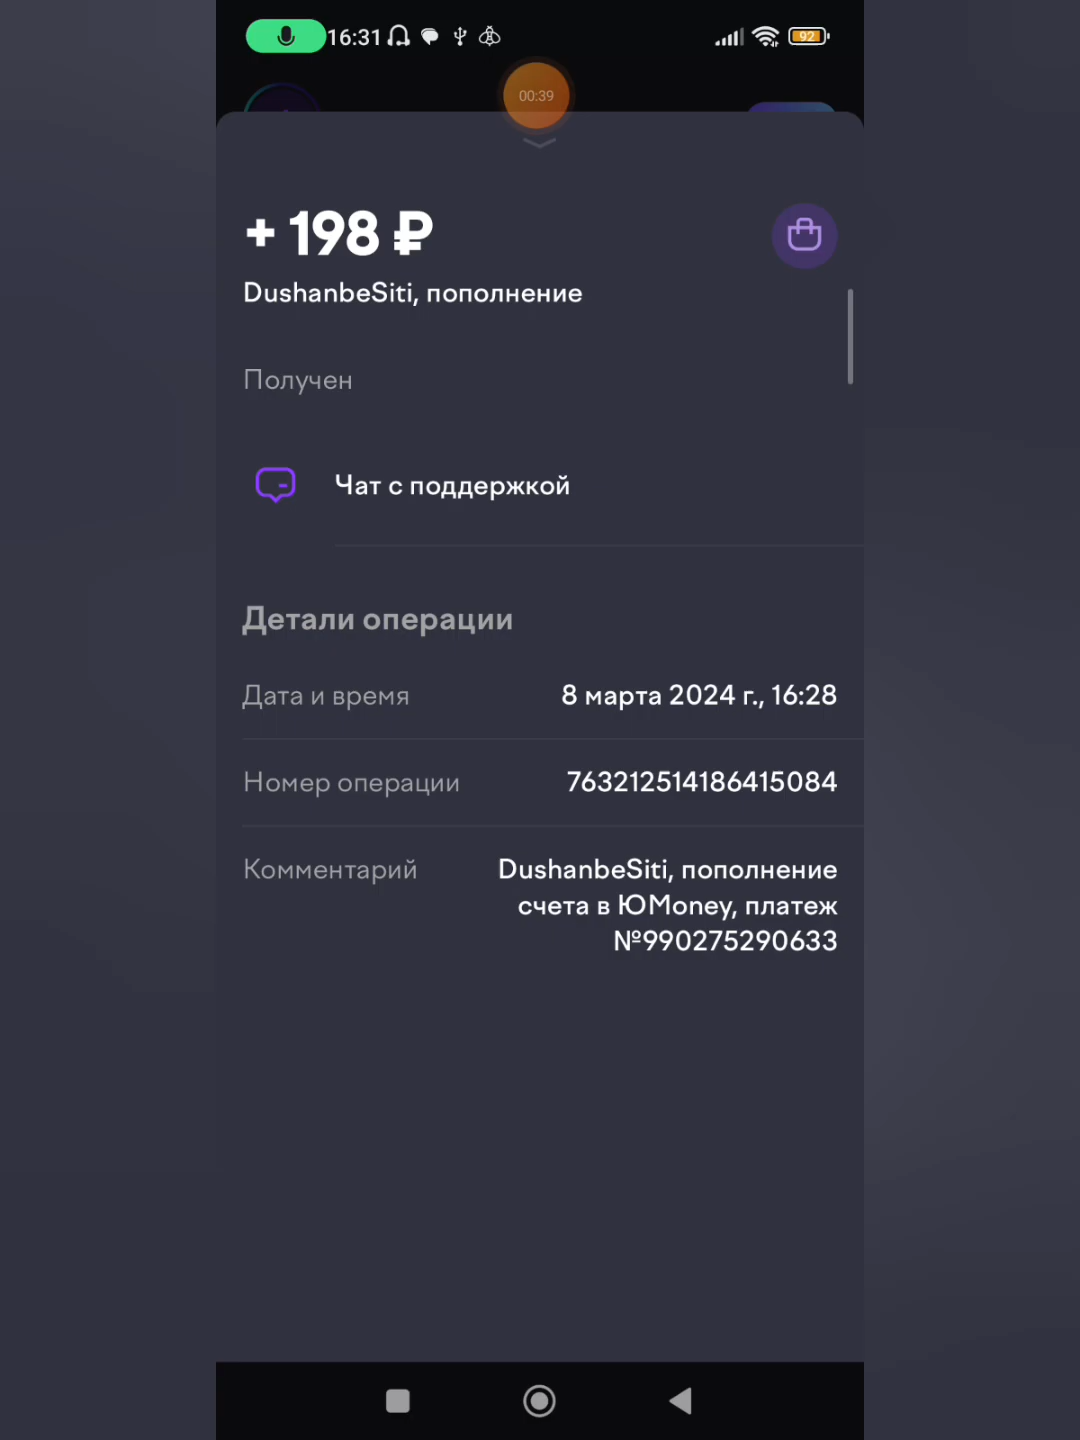 16:31
92
00:39
+ 198 ₽
DushanbeSiti, пополнение
Получен
Чат с поддержкой
Детали операции
Дата и время 8 марта 2024 г., 16:28
Номер операции 763212514186415084
Комментарий DushanbeSiti, пополнение
счета в ЮMoney, платеж
№990275290633